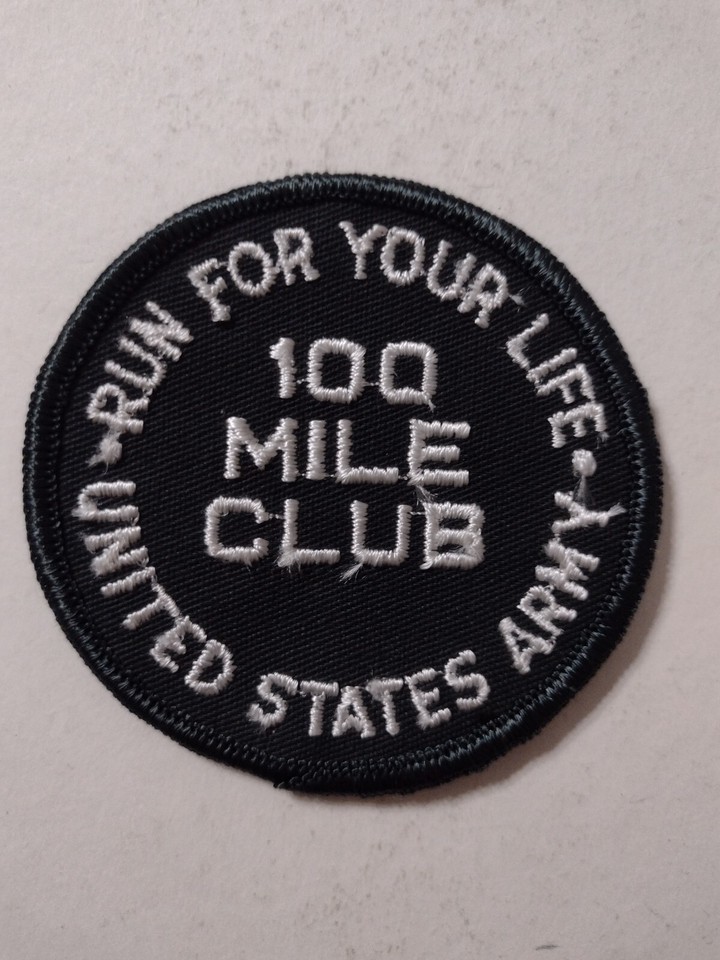 RUN FOR YOUR LIFE
100
MILE
CLUB
UNITED STATES ARMY